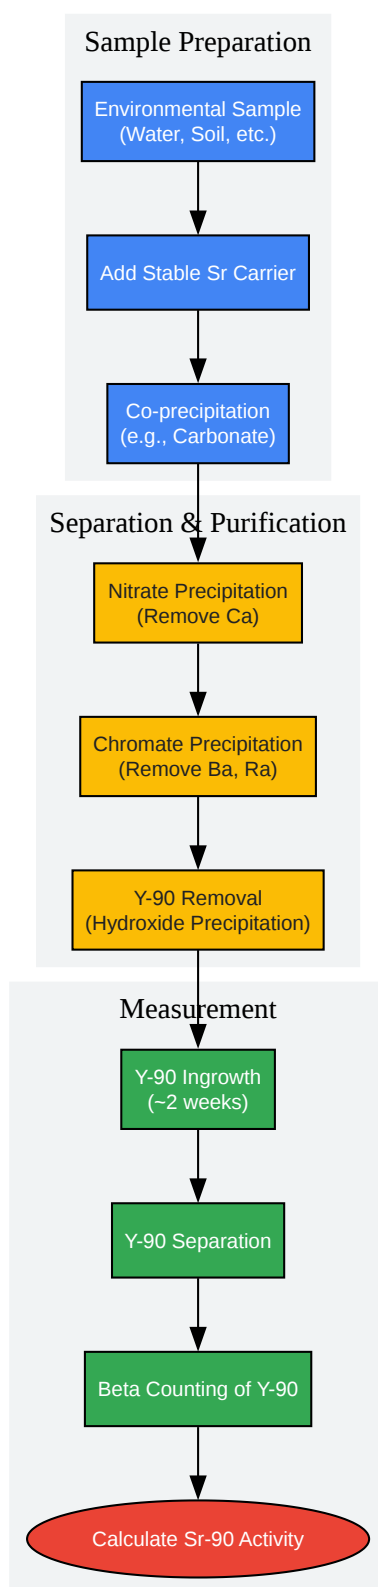 Sample Preparation
Environmental Sample
(Water, Soil, etc.)
Add Stable Sr Carrier
Co-precipitation
(e.g., Carbonate)
Separation & Purification
Nitrate Precipitation
(Remove Ca)
Chromate Precipitation
(Remove Ba, Ra)
Y-90 Removal
(Hydroxide Precipitation)
Measurement
Y-90 Ingrowth
(~2 weeks)
Y-90 Separation
Beta Counting of Y-90
Calculate Sr-90 Activity